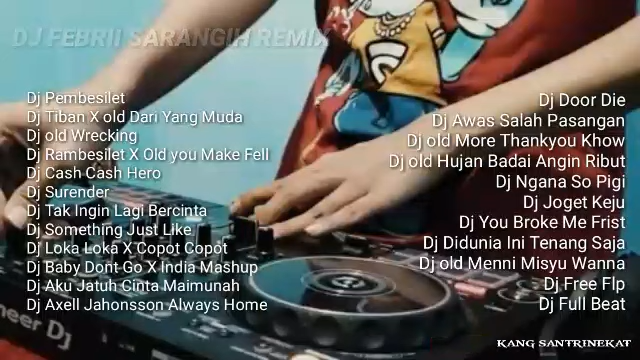 DJ FEBRII SARANGIH REMIX
Dj Pembesilet
Dj Tiban X old Dari Yang Muda
Dj old Wrecking
Dj Rambesilet X Old you Make Fell
Dj Cash Cash Hero
Dj Surender
Dj Tak Ingin Lagi Bercinta
Dj Something Just Like
Dj Loka Loka X Copot Copot
Dj Baby Dont Go X India Mashup
Dj Aku Jatuh Cinta Maimunah
Dj Axell Jahonsson Always Home
Dj Door Die
Dj Awas Salah Pasangan
Dj old More Thankyou Khow
Dj old Hujan Badai Angin Ribut
Dj Ngana So Pigi
Dj Joget Keju
Dj You Broke Me Frist
Dj Didunia Ini Tenang Saja
Dj old Menni Misyu Wanna
Dj Free Flp
Dj Full Beat
neer Dj
KANG SANTRINEKAT